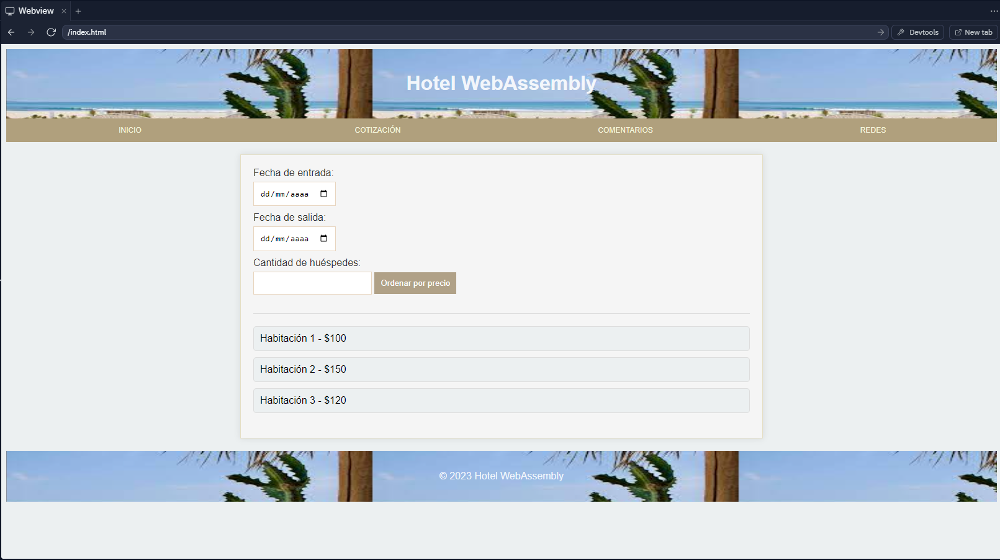 Webview
/index.html
Devtools
New tab
Hotel WebAssembly
INICIO COTIZACIÓN COMENTARIOS REDES
Fecha de entrada:
dd/mm/aaaa
Fecha de salida:
dd/mm/aaaa
Cantidad de huéspedes:
Ordenar por precio
Habitación 1 - $100
Habitación 2 - $150
Habitación 3 - $120
© 2023 Hotel WebAssembly